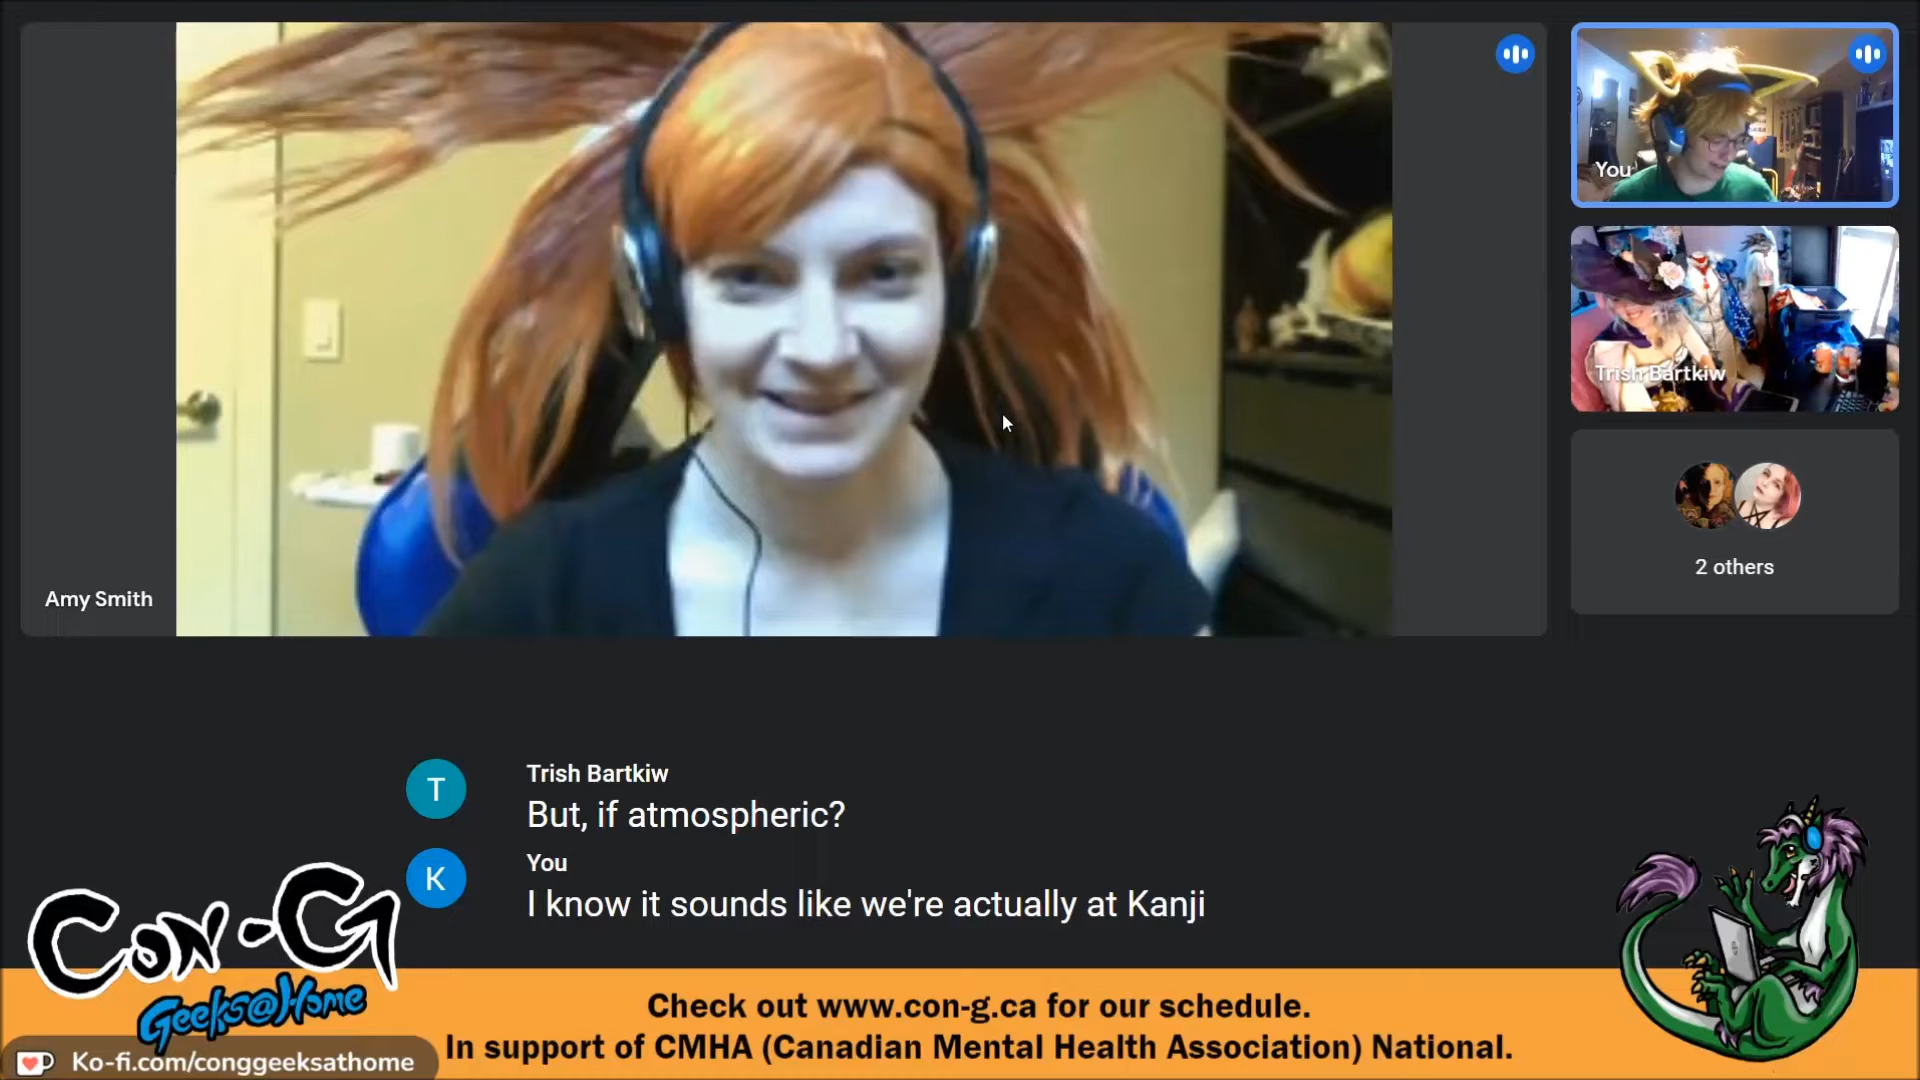 You
Trish Bartkiw
2 others
Amy Smith
T
Trish Bartkiw
But, if atmospheric?
K
You
I know it sounds like we're actually at Kanji
Con-G
Geeks@Home
Check out www.con-g.ca for our schedule.
In support of CMHA (Canadian Mental Health Association) National.
Ko-fi.com/conggeeksathome